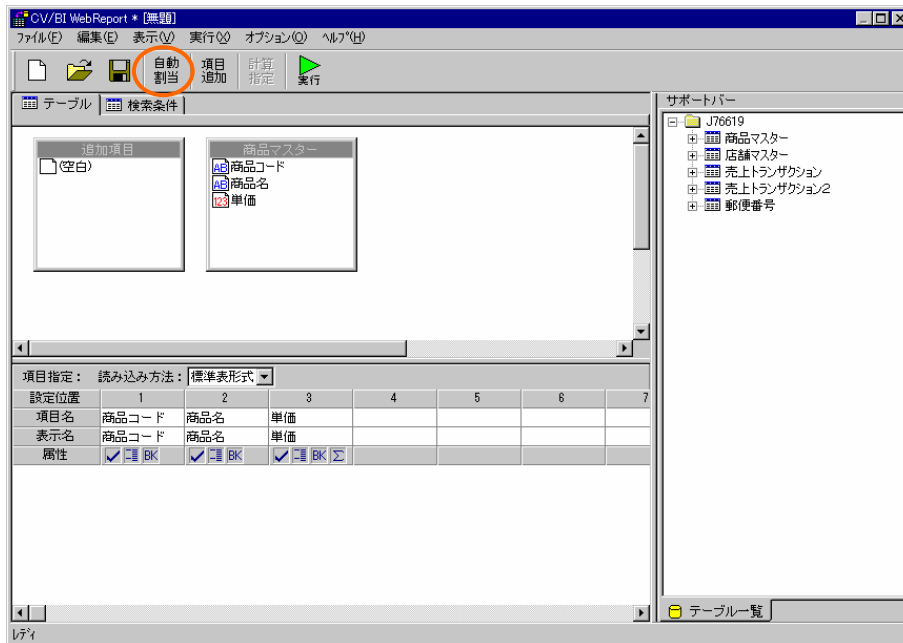 CV/BI WebReport * [無題]
ファイル(F) 編集(E) 表示(V) 実行(X) オプション(O) ヘルプ(H)
自動割当 項目追加 計算指定 実行
テーブル 検索条件
追加項目
(空白)
商品マスター
商品コード
商品名
単価
項目指定： 読み込み方法： 標準表形式
設定位置 1 2 3 4 5 6 7
項目名 商品コード 商品名 単価
表示名 商品コード 商品名 単価
属性 BK BK BK Σ
サポートバー
J76619
商品マスター
店舗マスター
売上トランザクション
売上トランザクション2
郵便番号
テーブル一覧
レディ